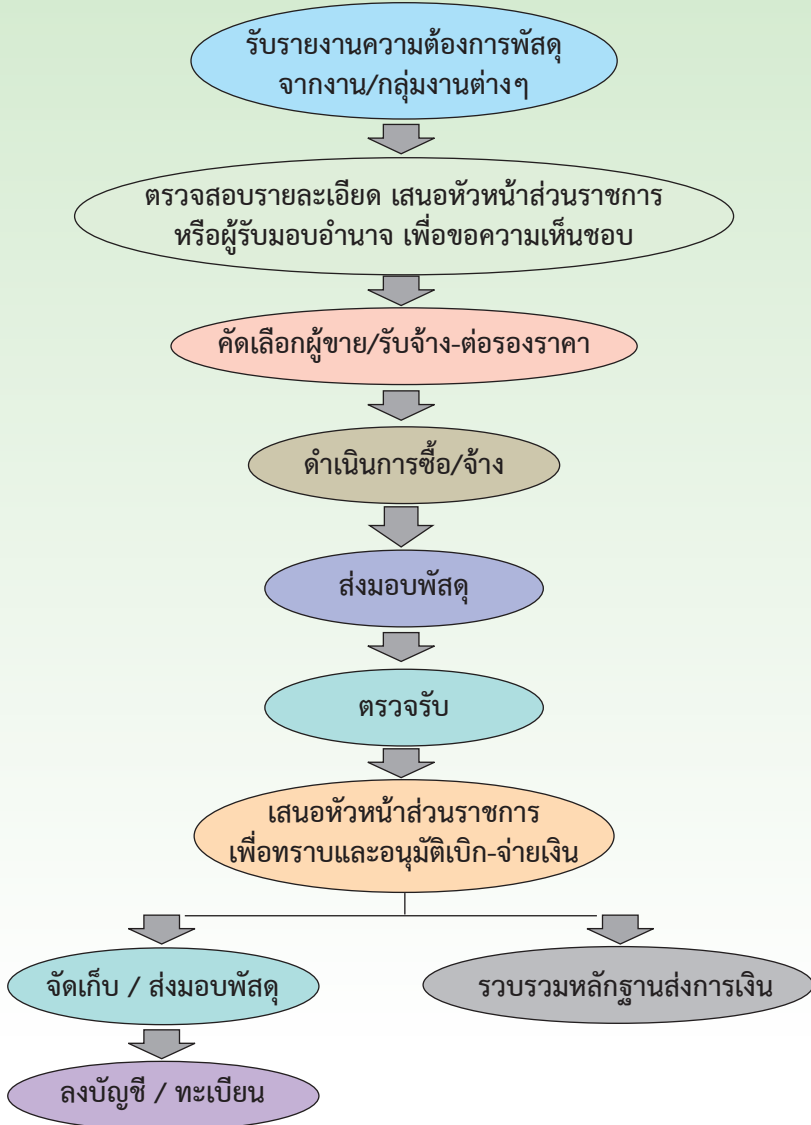 รับรายงานความต้องการพัสดุ
จากงาน/กลุ่มงานต่างๆ
ตรวจสอบรายละเอียด เสนอหัวหน้าส่วนราชการ
หรือผู้รับมอบอำนาจ เพื่อขอความเห็นชอบ
คัดเลือกผู้ขาย/รับจ้าง-ต่อรองราคา
ดำเนินการซื้อ/จ้าง
ส่งมอบพัสดุ
ตรวจรับ
เสนอหัวหน้าส่วนราชการ
เพื่อทราบและอนุมัติเบิก-จ่ายเงิน
จัดเก็บ / ส่งมอบพัสดุ
รวบรวมหลักฐานส่งการเงิน
ลงบัญชี / ทะเบียน